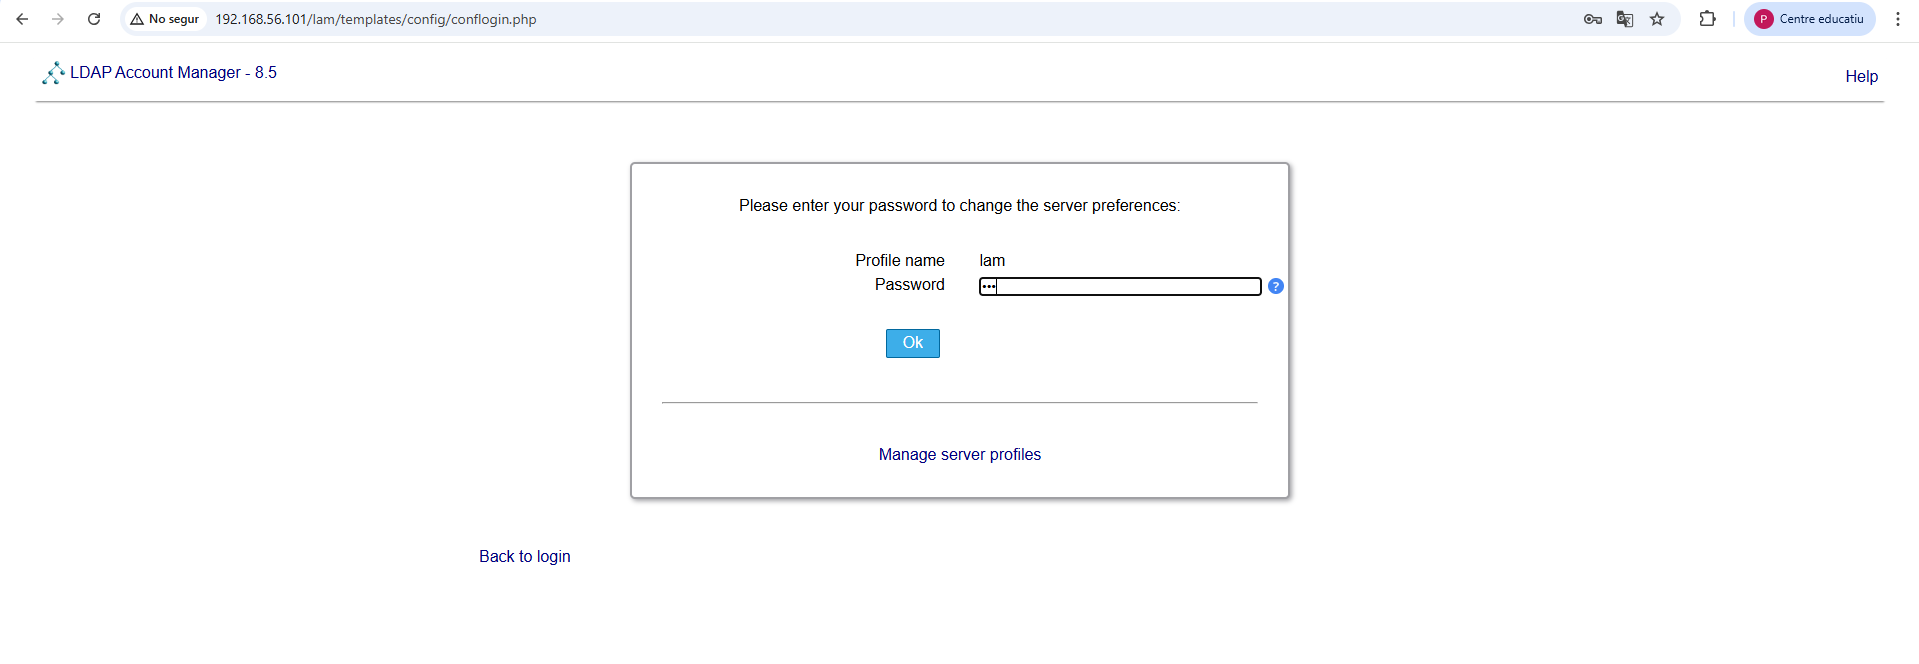 No segur 192.168.56.101/lam/templates/config/conflogin.php P Centre educatiu
LDAP Account Manager - 8.5
Help
Please enter your password to change the server preferences:
Profile name lam
Password ••• ?
Ok
Manage server profiles
Back to login